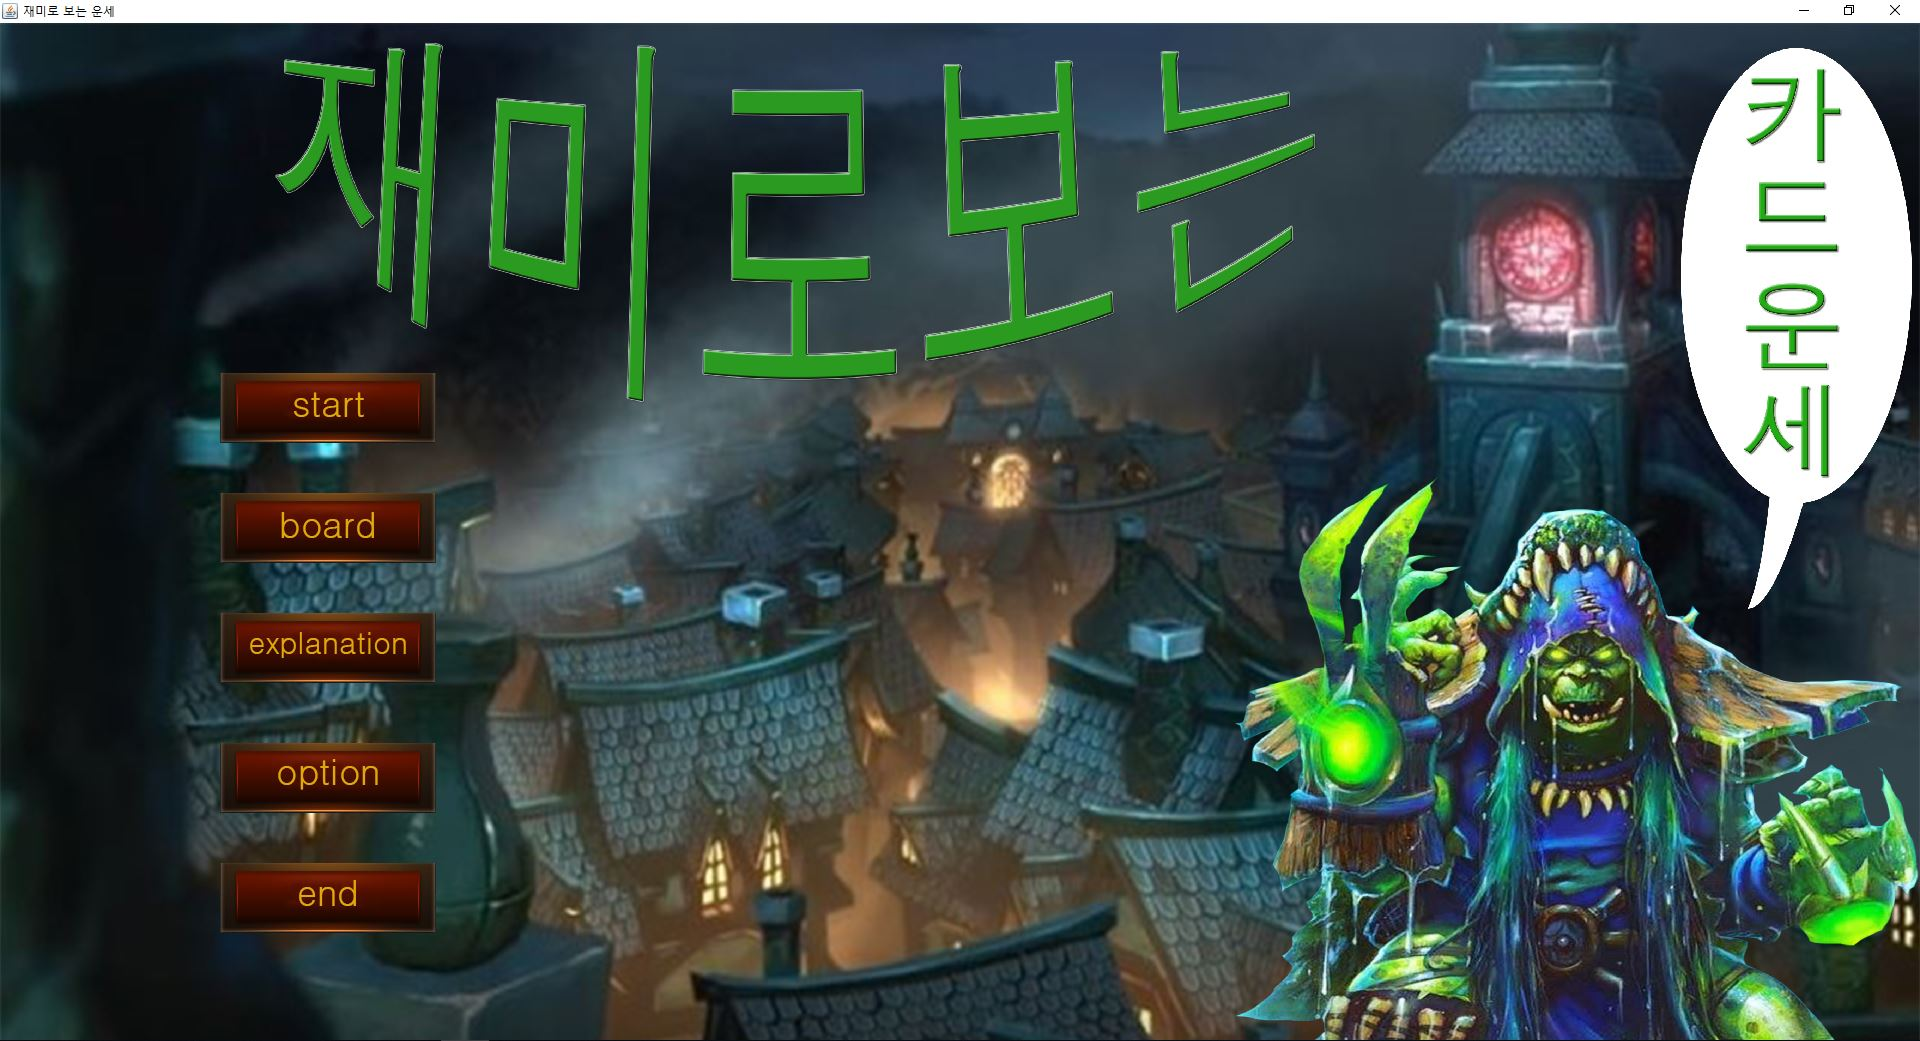 재미로 보는 운세
재미로보는
카
드
운
세
start
board
explanation
option
end